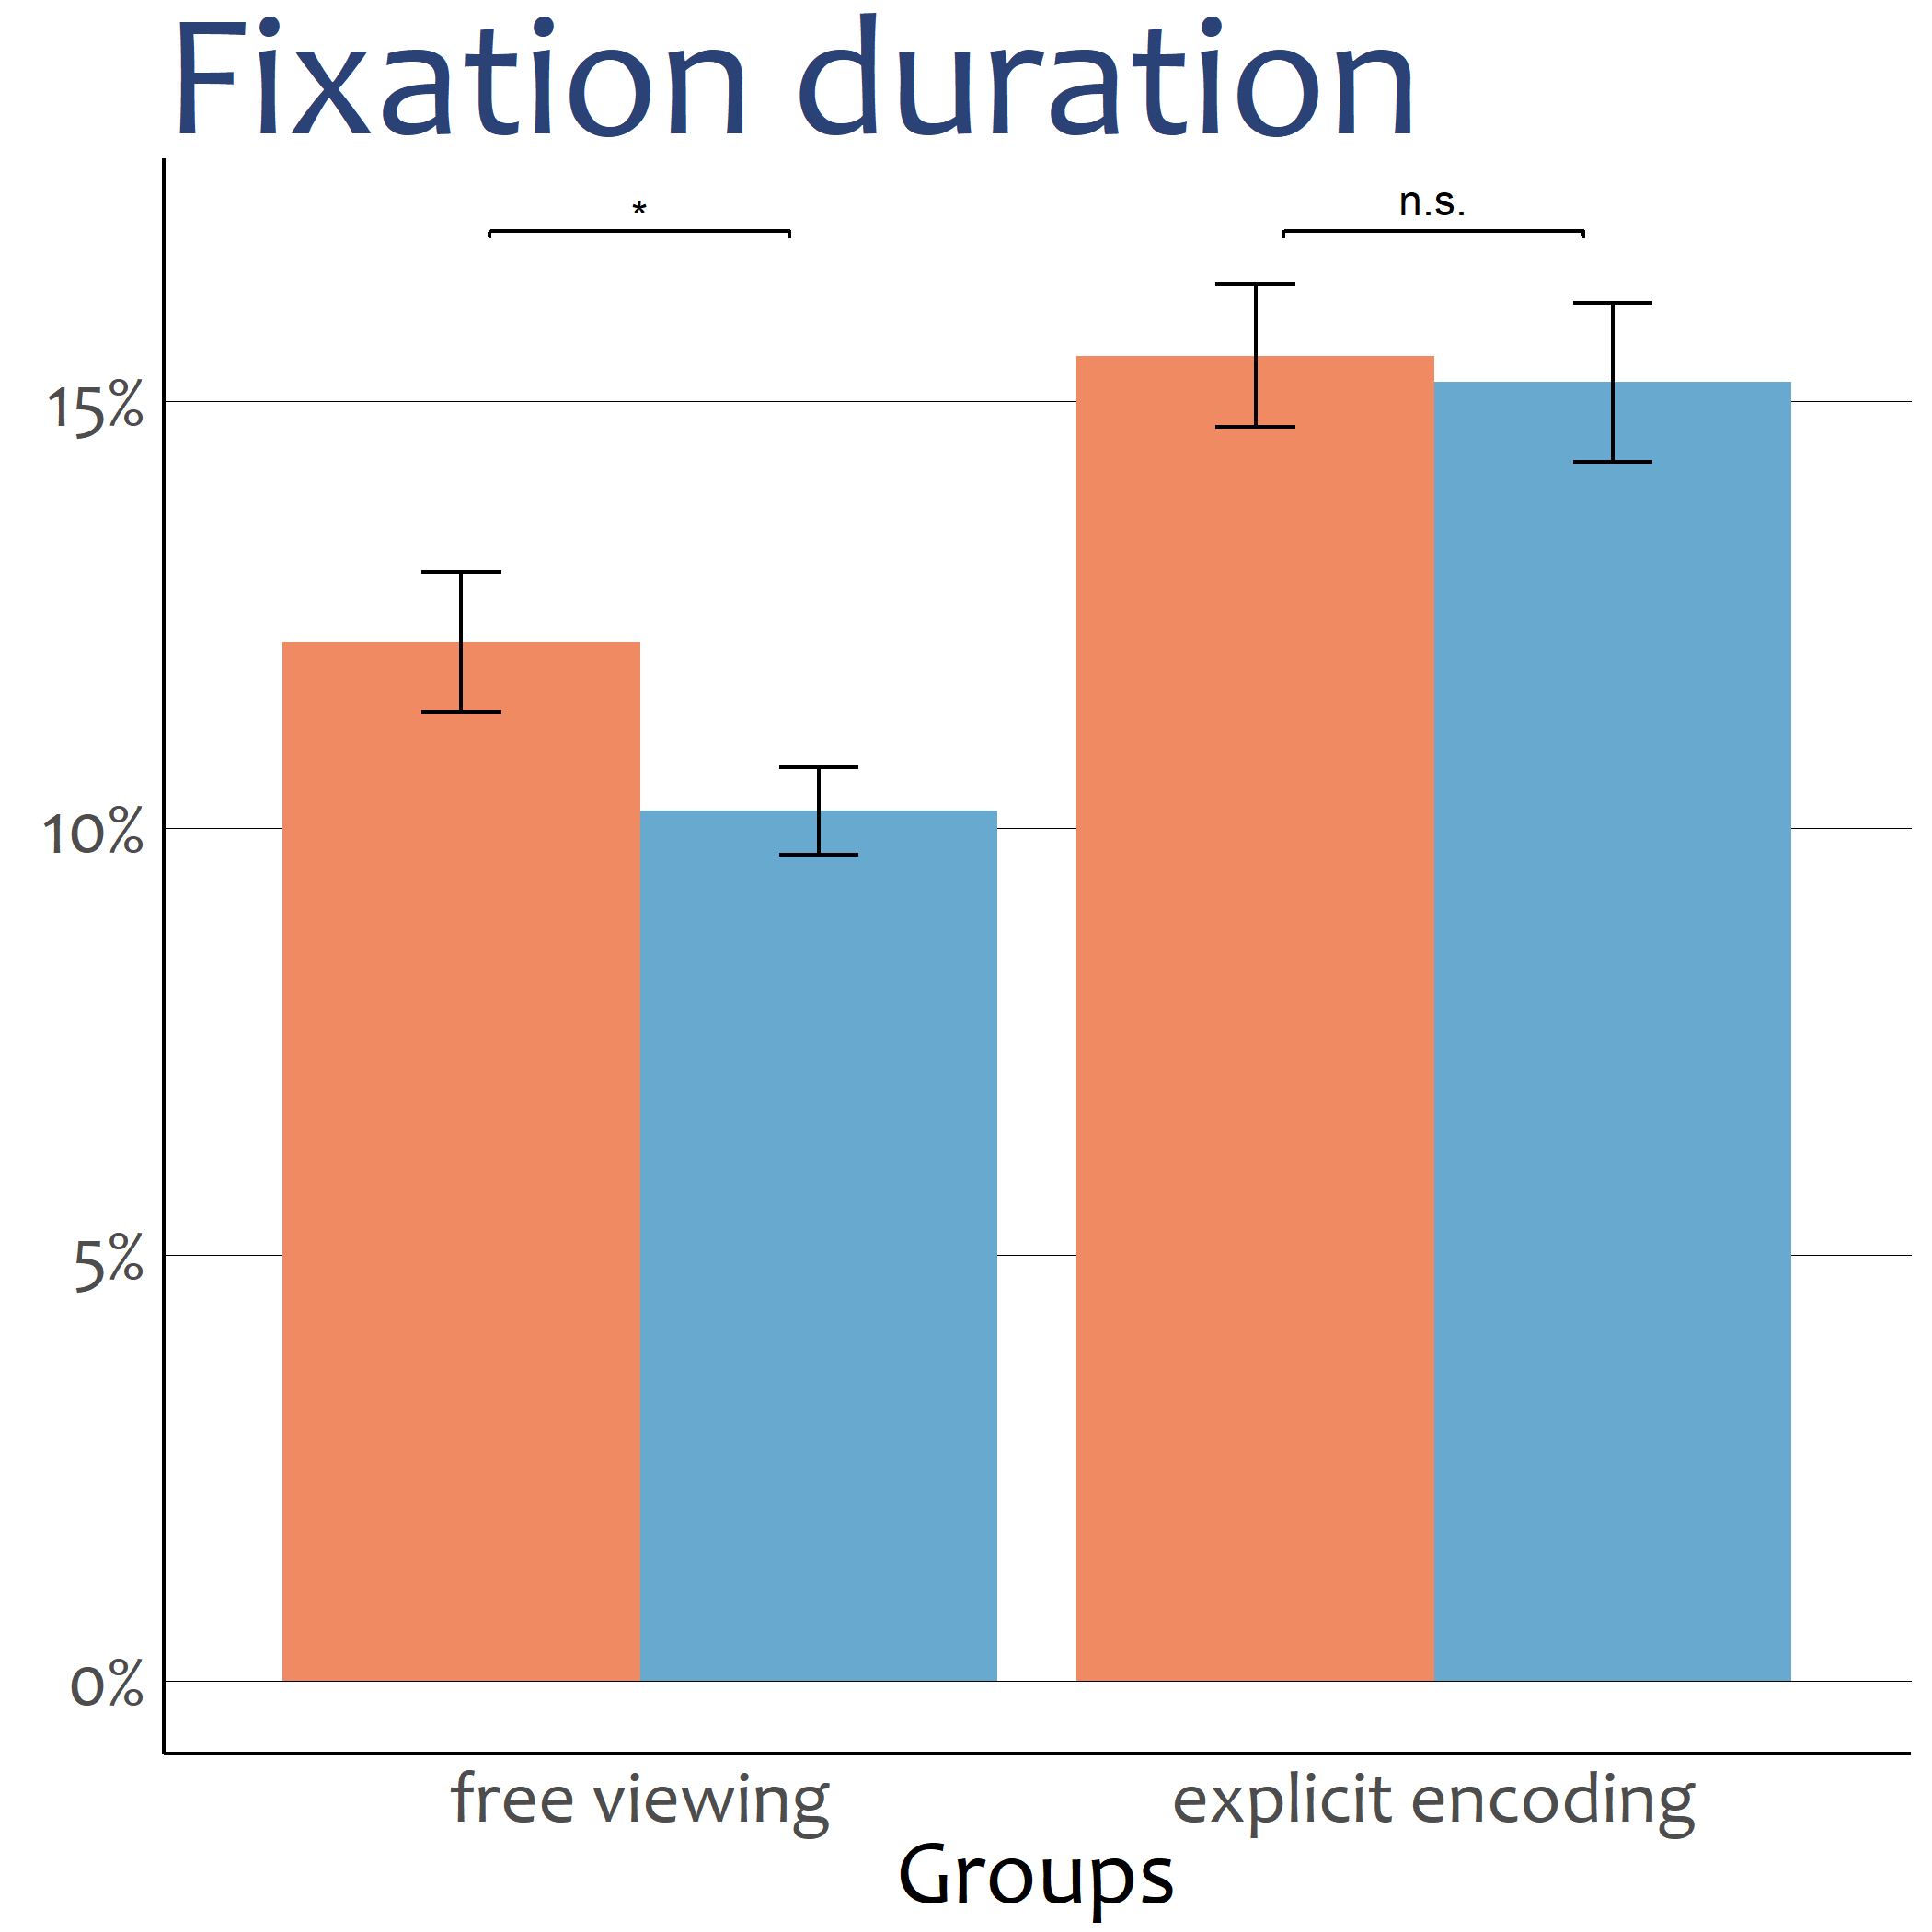 Fixation duration
*
n.s.
15%
10%
5%
0%
free viewing
explicit encoding
Groups